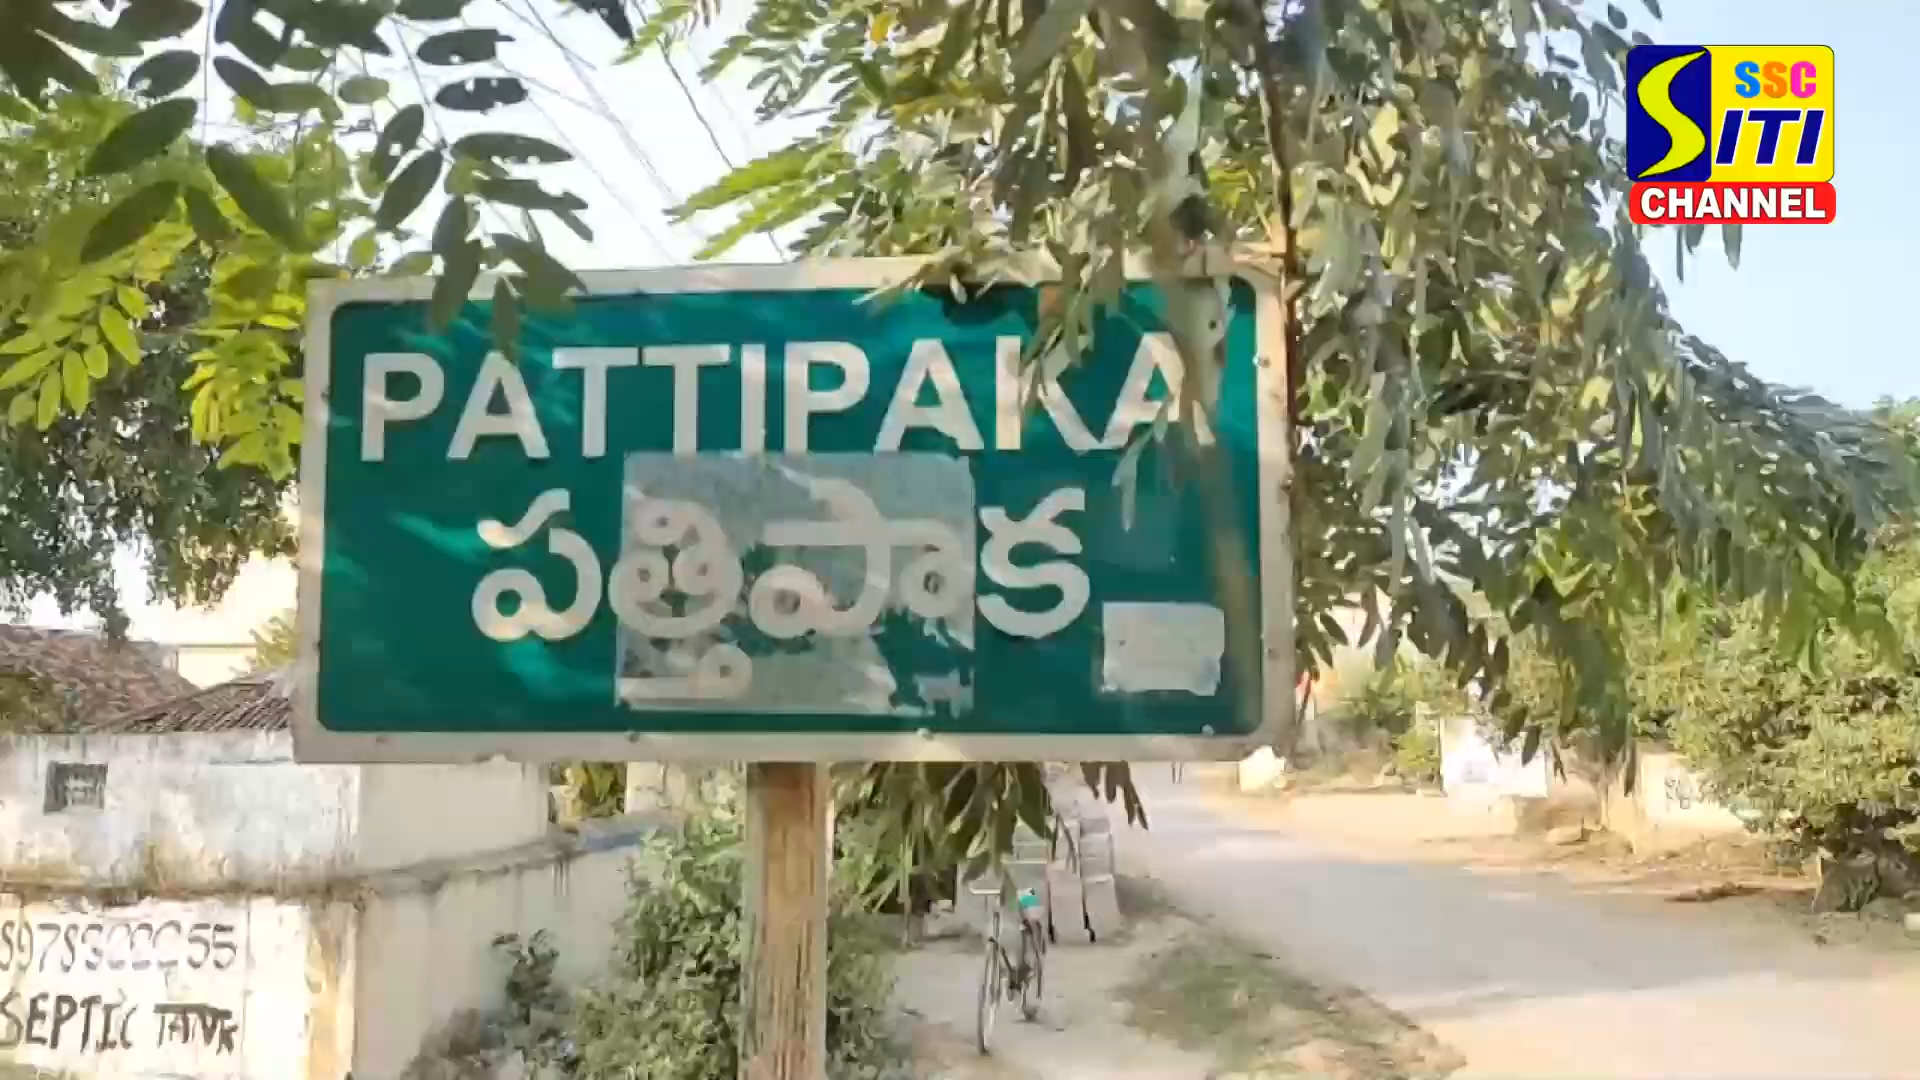 SSC
SITI
CHANNEL
PATTIPAKA
పత్తిపాక
SEPTIC TANK